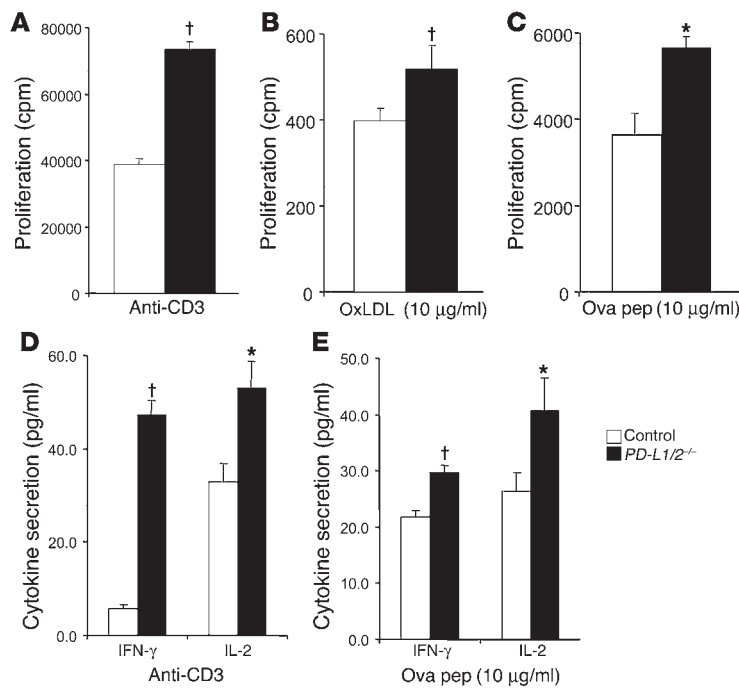 A
Proliferation (cpm)
80000
60000
40000
20000
0
†
Anti-CD3
B
Proliferation (cpm)
600
400
200
0
†
OxLDL (10 μg/ml)
C
Proliferation (cpm)
6000
4000
2000
0
*
Ova pep (10 μg/ml)
D
Cytokine secretion (pg/ml)
60.0
40.0
20.0
0.0
†
*
IFN-γ IL-2
Anti-CD3
E
Cytokine secretion (pg/ml)
50.0
40.0
30.0
20.0
10.0
0.0
†
*
IFN-γ IL-2
Ova pep (10 μg/ml)
Control
PD-L1/2–/–